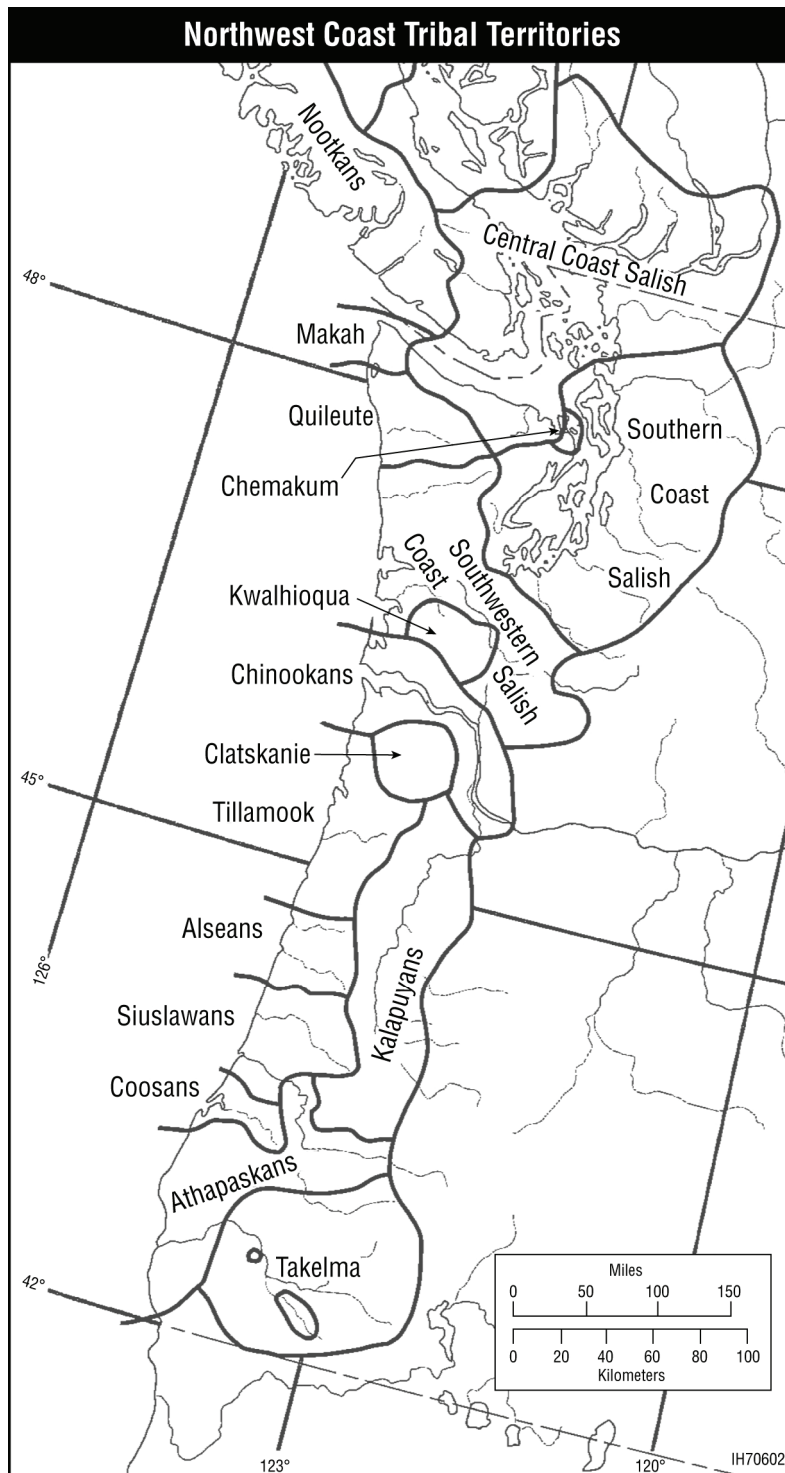 Northwest Coast Tribal Territories
Nootkans
Central Coast Salish
48°
Makah
Quileute
Southern
Chemakum
Coast
Coast
Southwestern
Salish
Kwalhioqua
Chinookans
Salish
Clatskanie
45°
Tillamook
Alseans
126°
Siuslawans
Kalapuyans
Coosans
Athapaskans
Takelma
42°
Miles
0 50 100 150
0 20 40 60 80 100
Kilometers
123°
120°
IH70602